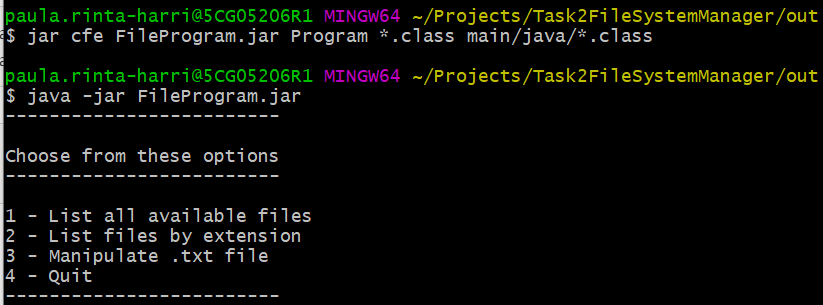 paula.rinta-harri@5CG05206R1 MINGW64 ~/Projects/Task2FileSystemManager/out
$ jar cfe FileProgram.jar Program *.class main/java/*.class
paula.rinta-harri@5CG05206R1 MINGW64 ~/Projects/Task2FileSystemManager/out
$ java -jar FileProgram.jar
--------------------------
Choose from these options
--------------------------
1 - List all available files
2 - List files by extension
3 - Manipulate .txt file
4 - Quit
--------------------------